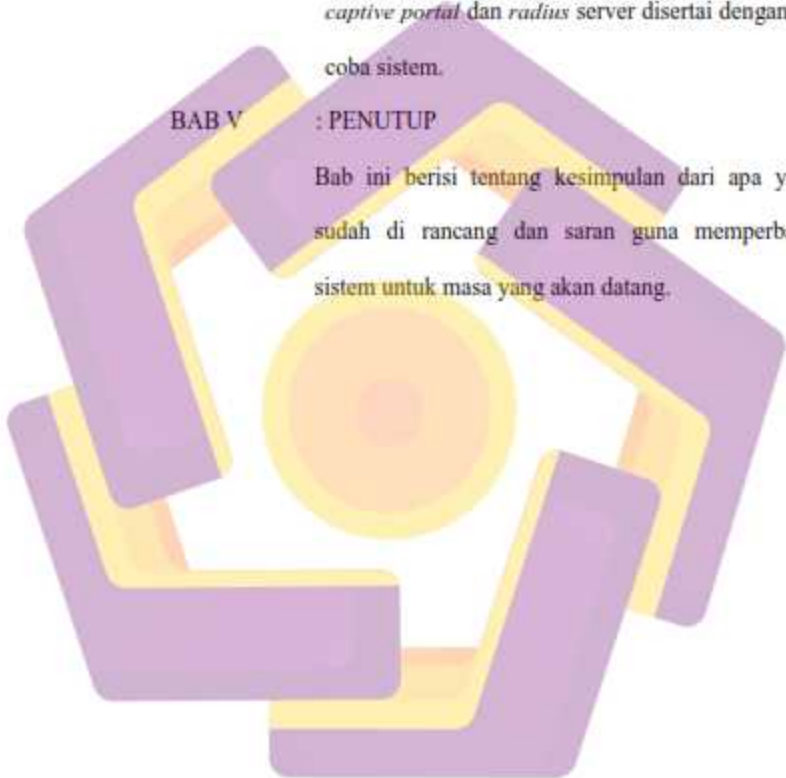 captive portal dan radius server disertai dengan
coba sistem.
BAB V : PENUTUP
Bab ini berisi tentang kesimpulan dari apa y
sudah di rancang dan saran guna memperb
sistem untuk masa yang akan datang.